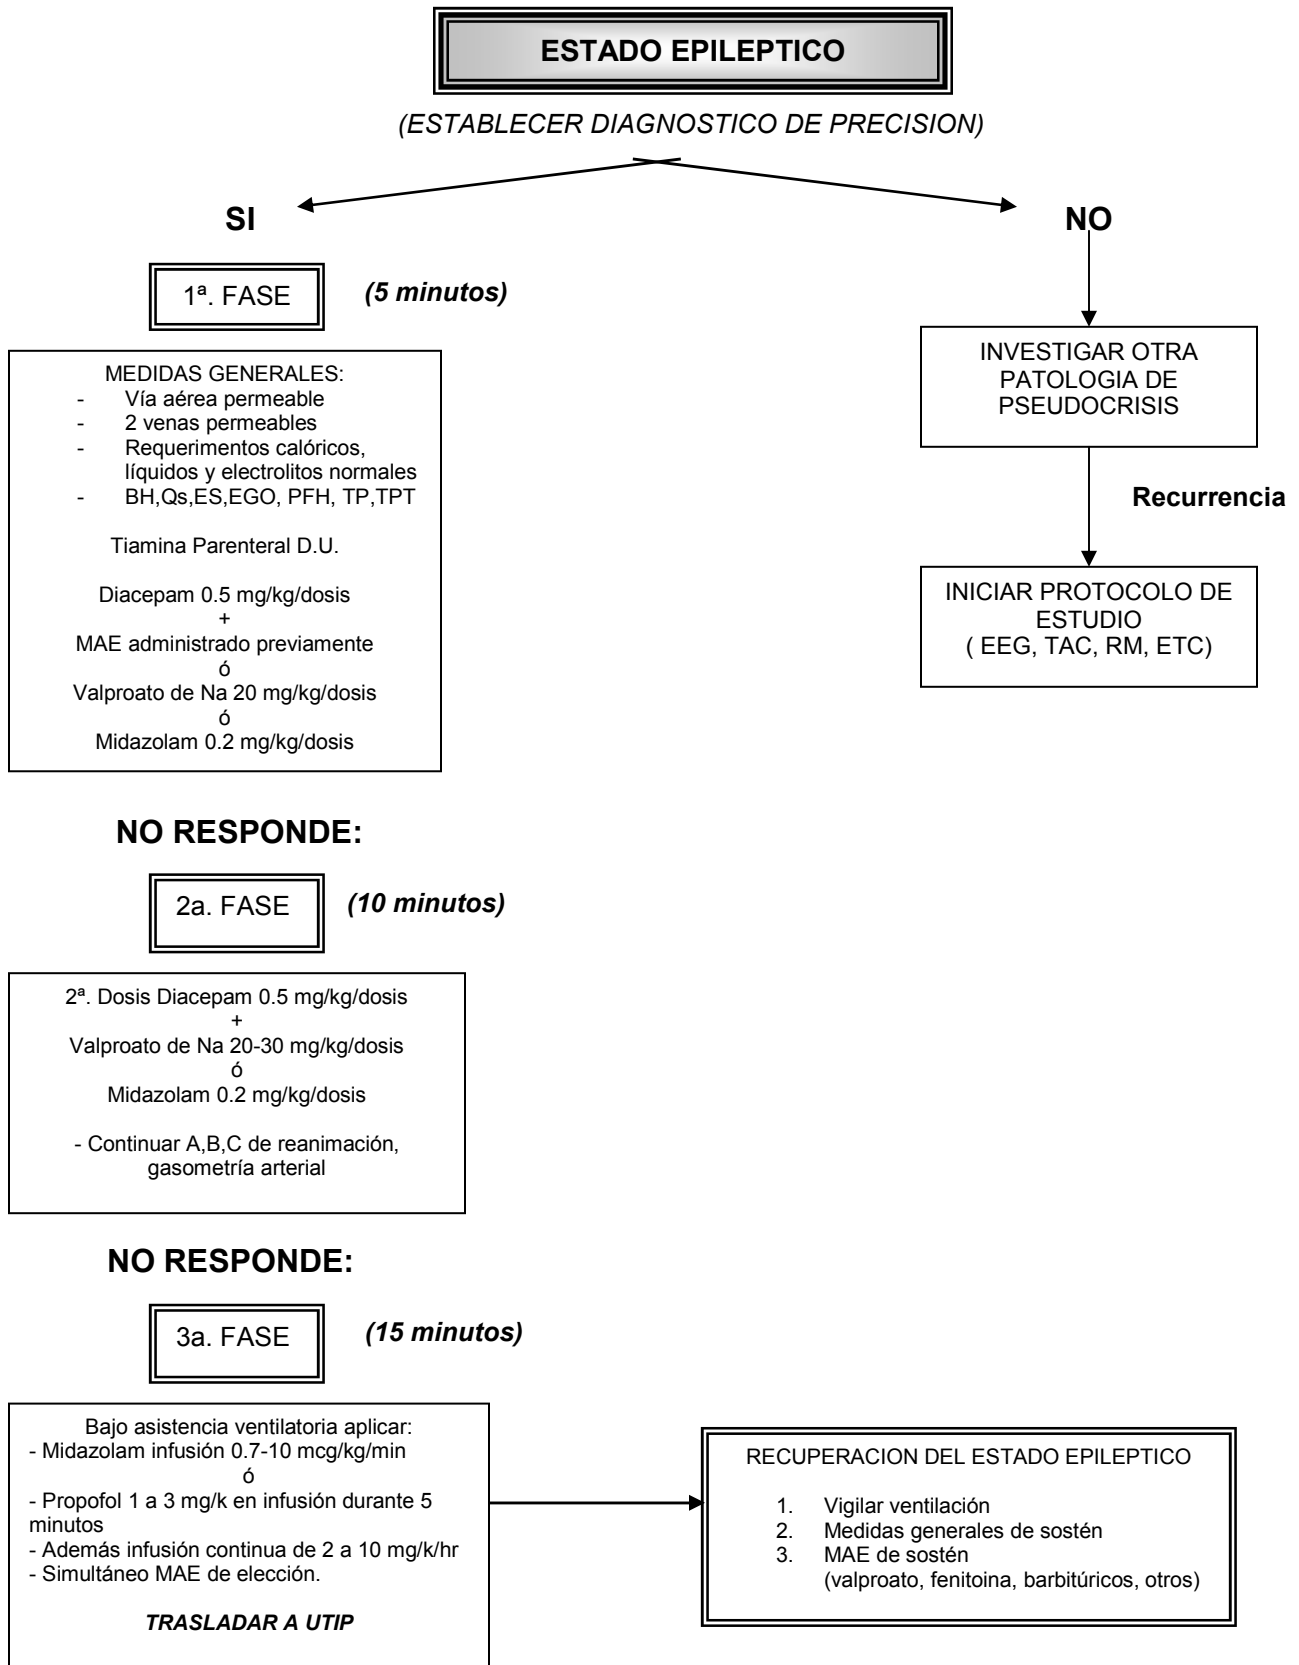 ESTADO EPILEPTICO
(ESTABLECER DIAGNOSTICO DE PRECISION)
SI
NO
1ª. FASE
(5 minutos)
MEDIDAS GENERALES:
- Vía aérea permeable
- 2 venas permeables
- Requerimentos calóricos,
líquidos y electrolitos normales
- BH,Qs,ES,EGO, PFH, TP,TPT
Tiamina Parenteral D.U.
Diacepam 0.5 mg/kg/dosis
+
MAE administrado previamente
ó
Valproato de Na 20 mg/kg/dosis
ó
Midazolam 0.2 mg/kg/dosis
INVESTIGAR OTRA
PATOLOGIA DE
PSEUDOCRISIS
Recurrencia
INICIAR PROTOCOLO DE
ESTUDIO
( EEG, TAC, RM, ETC)
NO RESPONDE:
2a. FASE
(10 minutos)
2ª. Dosis Diacepam 0.5 mg/kg/dosis
+
Valproato de Na 20-30 mg/kg/dosis
ó
Midazolam 0.2 mg/kg/dosis
- Continuar A,B,C de reanimación,
gasometría arterial
NO RESPONDE:
3a. FASE
(15 minutos)
Bajo asistencia ventilatoria aplicar:
- Midazolam infusión 0.7-10 mcg/kg/min
ó
- Propofol 1 a 3 mg/k en infusión durante 5
minutos
- Además infusión continua de 2 a 10 mg/k/hr
- Simultáneo MAE de elección.
TRASLADAR A UTIP
RECUPERACION DEL ESTADO EPILEPTICO
1. Vigilar ventilación
2. Medidas generales de sostén
3. MAE de sostén
(valproato, fenitoina, barbitúricos, otros)